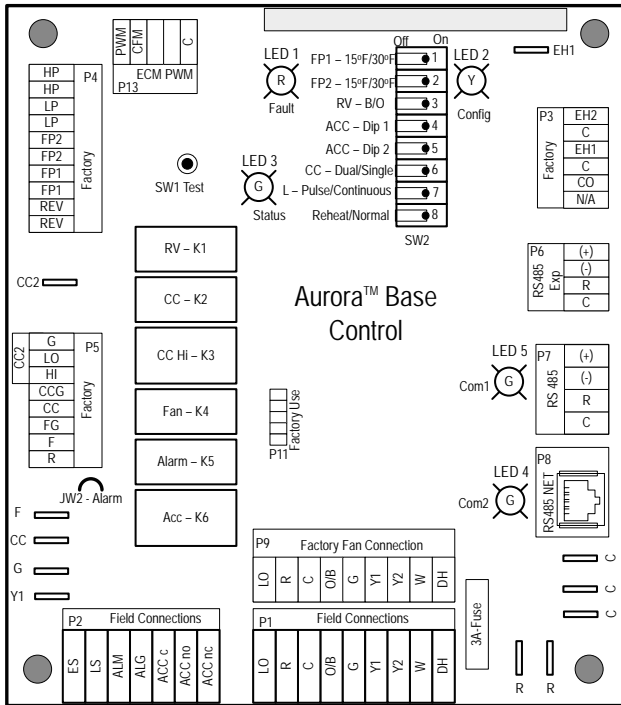 PWM
CFM
C
ECM PWM
P13
Off On
LED 1
R
Fault
LED 2
Y
Config
EH1
FP1 – 15ºF/30ºF 1
FP2 – 15ºF/30ºF 2
RV – B/O 3
ACC – Dip 1 4
ACC – Dip 2 5
CC – Dual/Single 6
L – Pulse/Continuous 7
Reheat/Normal 8
SW2
P4
Factory
HP
HP
LP
LP
FP2
FP2
FP1
FP1
REV
REV
SW1 Test
LED 3
G
Status
P3
Factory
EH2
C
EH1
C
CO
N/A
RV – K1
CC – K2
CC Hi – K3
Fan – K4
Alarm – K5
Acc – K6
Aurora™ Base
Control
P6
RS485
Exp
(+)
(-)
R
C
CC2
CC2
P5
Factory
G
LO
HI
CCG
CC
FG
F
R
JW2 - Alarm
P11
Factory Use
LED 5
Com1
G
P7
RS 485
(+)
(-)
R
C
LED 4
Com2
G
P8
RS485 NET
F
CC
G
Y1
P9
Factory Fan Connection
LO
R
C
O/B
G
Y1
Y2
W
DH
C
C
C
3A-Fuse
P2
Field Connections
ES
LS
ALM
ALG
ACC c
ACC no
ACC nc
P1
Field Connections
LO
R
C
O/B
G
Y1
Y2
W
DH
R
R